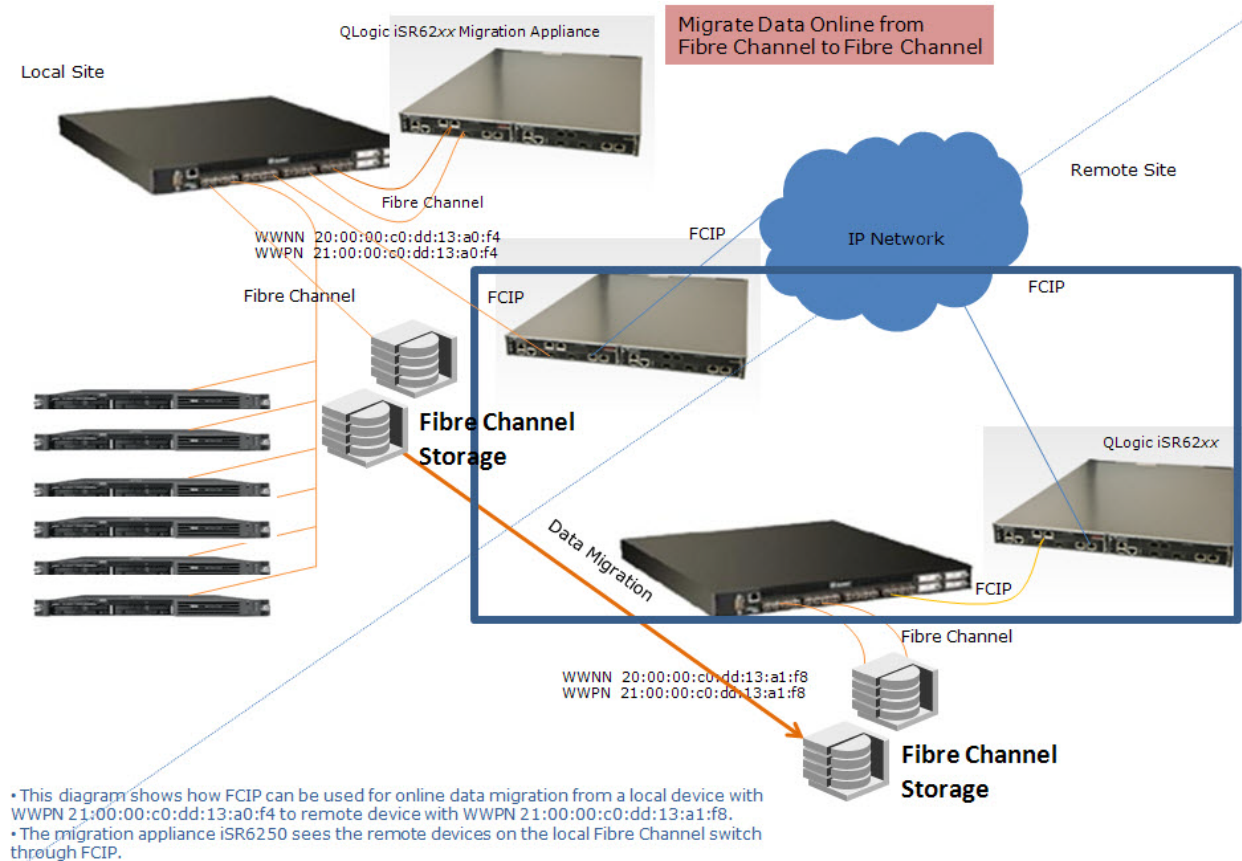 Migrate Data Online from
Fibre Channel to Fibre Channel
QLogic iSR62xx Migration Appliance
Local Site
Remote Site
Fibre Channel
FCIP
IP Network
WWNN 20:00:00:c0:dd:13:a0:f4
WWPN 21:00:00:c0:dd:13:a0:f4
Fibre Channel
FCIP
FCIP
Fibre Channel
Storage
QLogic iSR62xx
Data Migration
FCIP
Fibre Channel
WWNN 20:00:00:c0:dd:13:a1:f8
WWPN 21:00:00:c0:dd:13:a1:f8
Fibre Channel
Storage
• This diagram shows how FCIP can be used for online data migration from a local device with
WWPN 21:00:00:c0:dd:13:a0:f4 to remote device with WWPN 21:00:00:c0:dd:13:a1:f8.
• The migration appliance iSR6250 sees the remote devices on the local Fibre Channel switch
through FCIP.